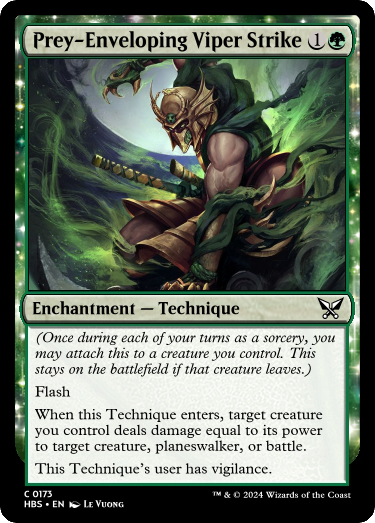 Prey-Enveloping Viper Strike 1
Enchantment — Technique
(Once during each of your turns as a sorcery, you
may attach this to a creature you control. This
stays on the battlefield if that creature leaves.)
Flash
When this Technique enters, target creature
you control deals damage equal to its power
to target creature, planeswalker, or battle.
This Technique's user has vigilance.
C 0173
HBS • EN Le Vuong
™ & © 2024 Wizards of the Coast